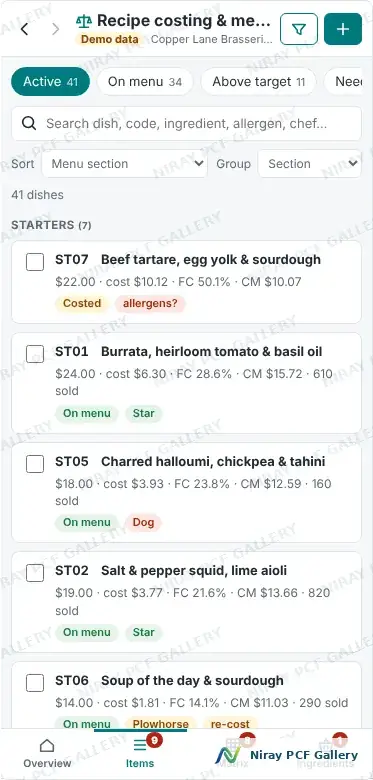 Recipe costing & me...
Demo data Copper Lane Brasseri...
Active 41 On menu 34 Above target 11 Nee
Search dish, code, ingredient, allergen, chef...
Sort Menu section Group Section
41 dishes
STARTERS (7)
ST07 Beef tartare, egg yolk & sourdough
$22.00 · cost $10.12 · FC 50.1% · CM $10.07
Costed allergens?
ST01 Burrata, heirloom tomato & basil oil
$24.00 · cost $6.30 · FC 28.6% · CM $15.72 · 610
sold
On menu Star
ST05 Charred halloumi, chickpea & tahini
$18.00 · cost $3.93 · FC 23.8% · CM $12.59 · 160
sold
On menu Dog
ST02 Salt & pepper squid, lime aioli
$19.00 · cost $3.77 · FC 21.6% · CM $13.66 · 820
sold
On menu Star
ST06 Soup of the day & sourdough
$14.00 · cost $1.81 · FC 14.1% · CM $11.03 · 290 sold
On menu Plowhorse re-cost
9
Overview Items Niray PCF Gallery
NIRAY PCF GALLERY